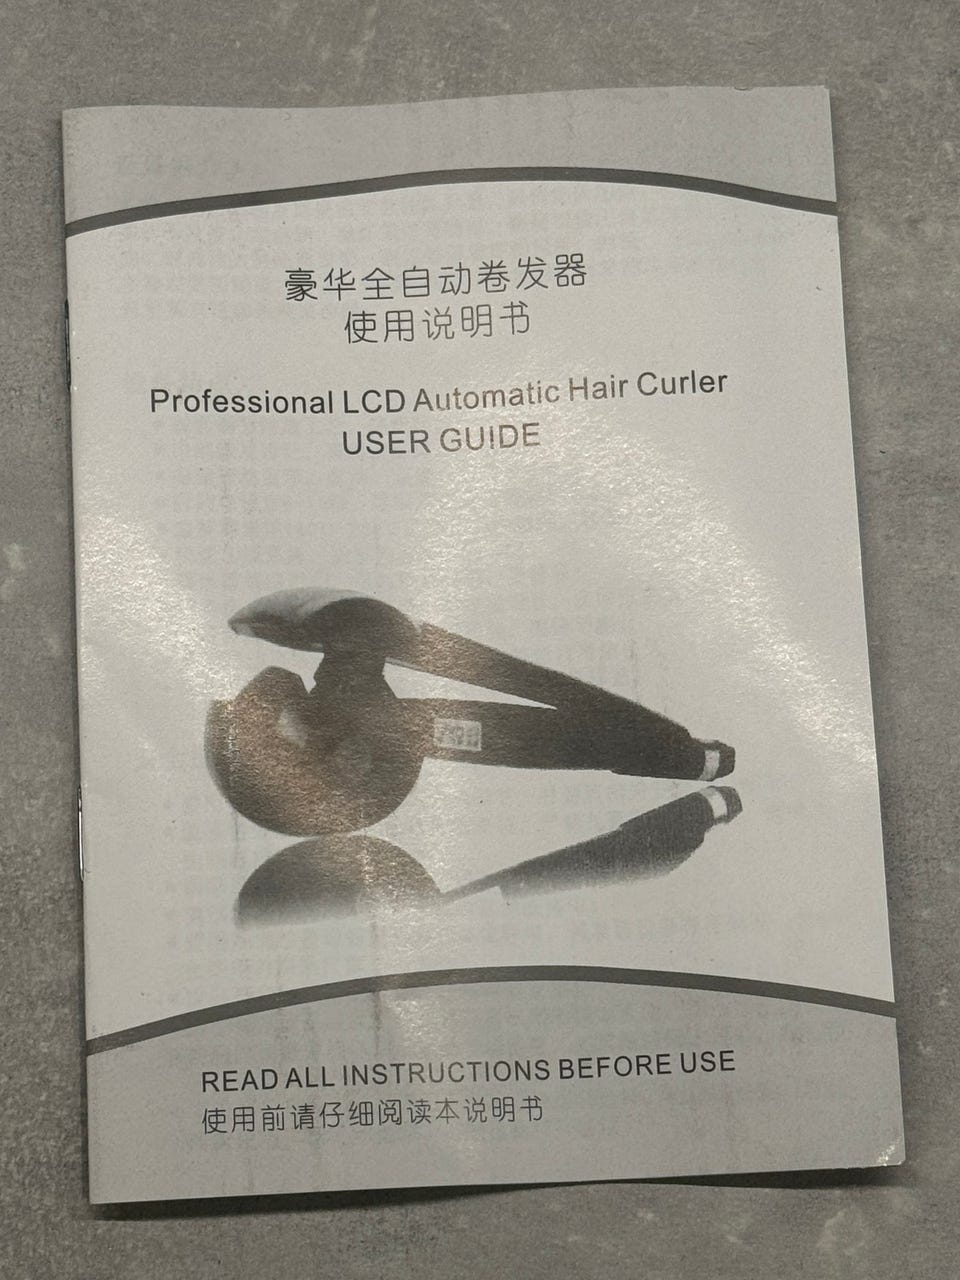 豪华全自动卷发器
使用说明书
Professional LCD Automatic Hair Curler
USER GUIDE
READ ALL INSTRUCTIONS BEFORE USE
使用前请仔细阅读本说明书